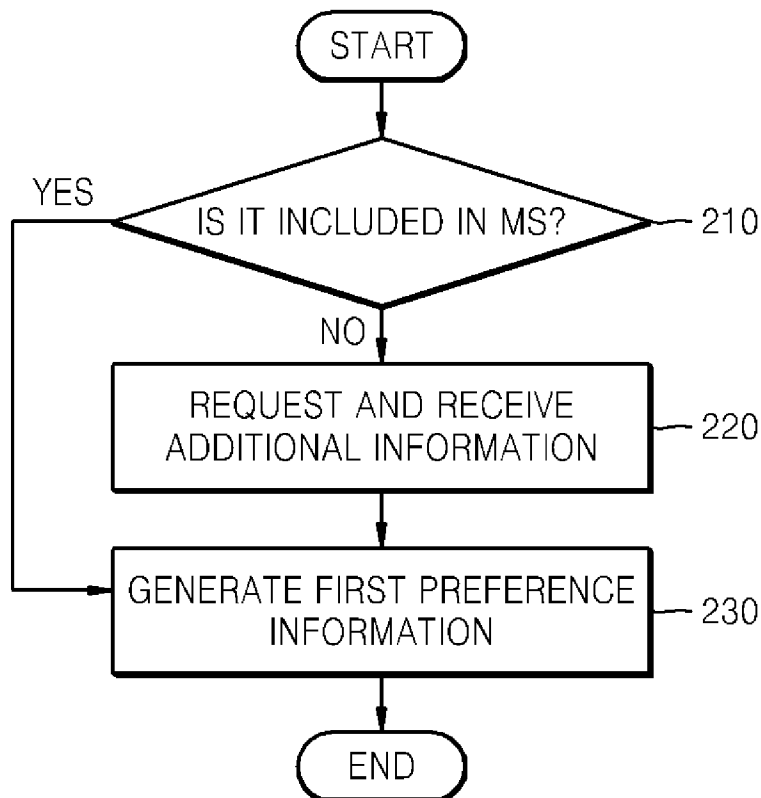 START
YES
IS IT INCLUDED IN MS?
210
NO
REQUEST AND RECEIVE
ADDITIONAL INFORMATION
220
GENERATE FIRST PREFERENCE
INFORMATION
230
END